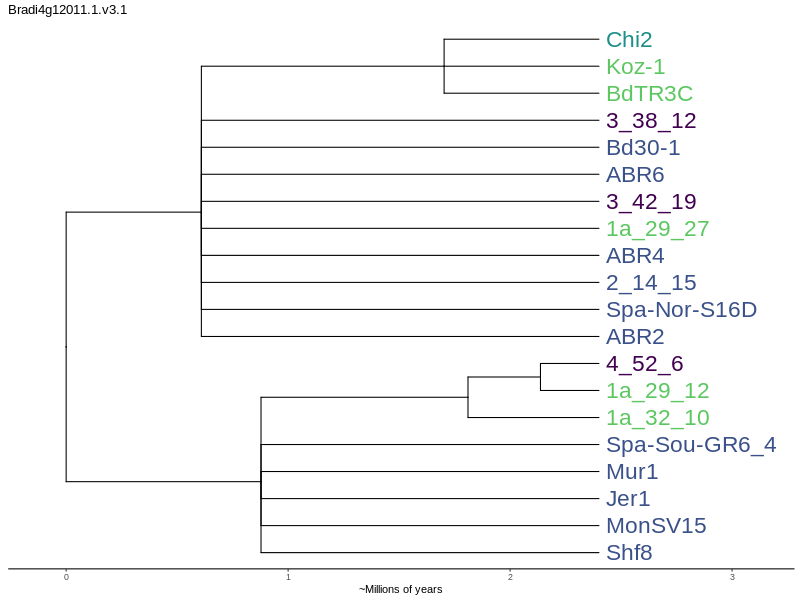 Bradi4g12011.1.v3.1
Chi2
Koz-1
BdTR3C
3_38_12
Bd30-1
ABR6
3_42_19
1a_29_27
ABR4
2_14_15
Spa-Nor-S16D
ABR2
4_52_6
1a_29_12
1a_32_10
Spa-Sou-GR6_4
Mur1
Jer1
MonSV15
Shf8
0 1 2 3
~Millions of years